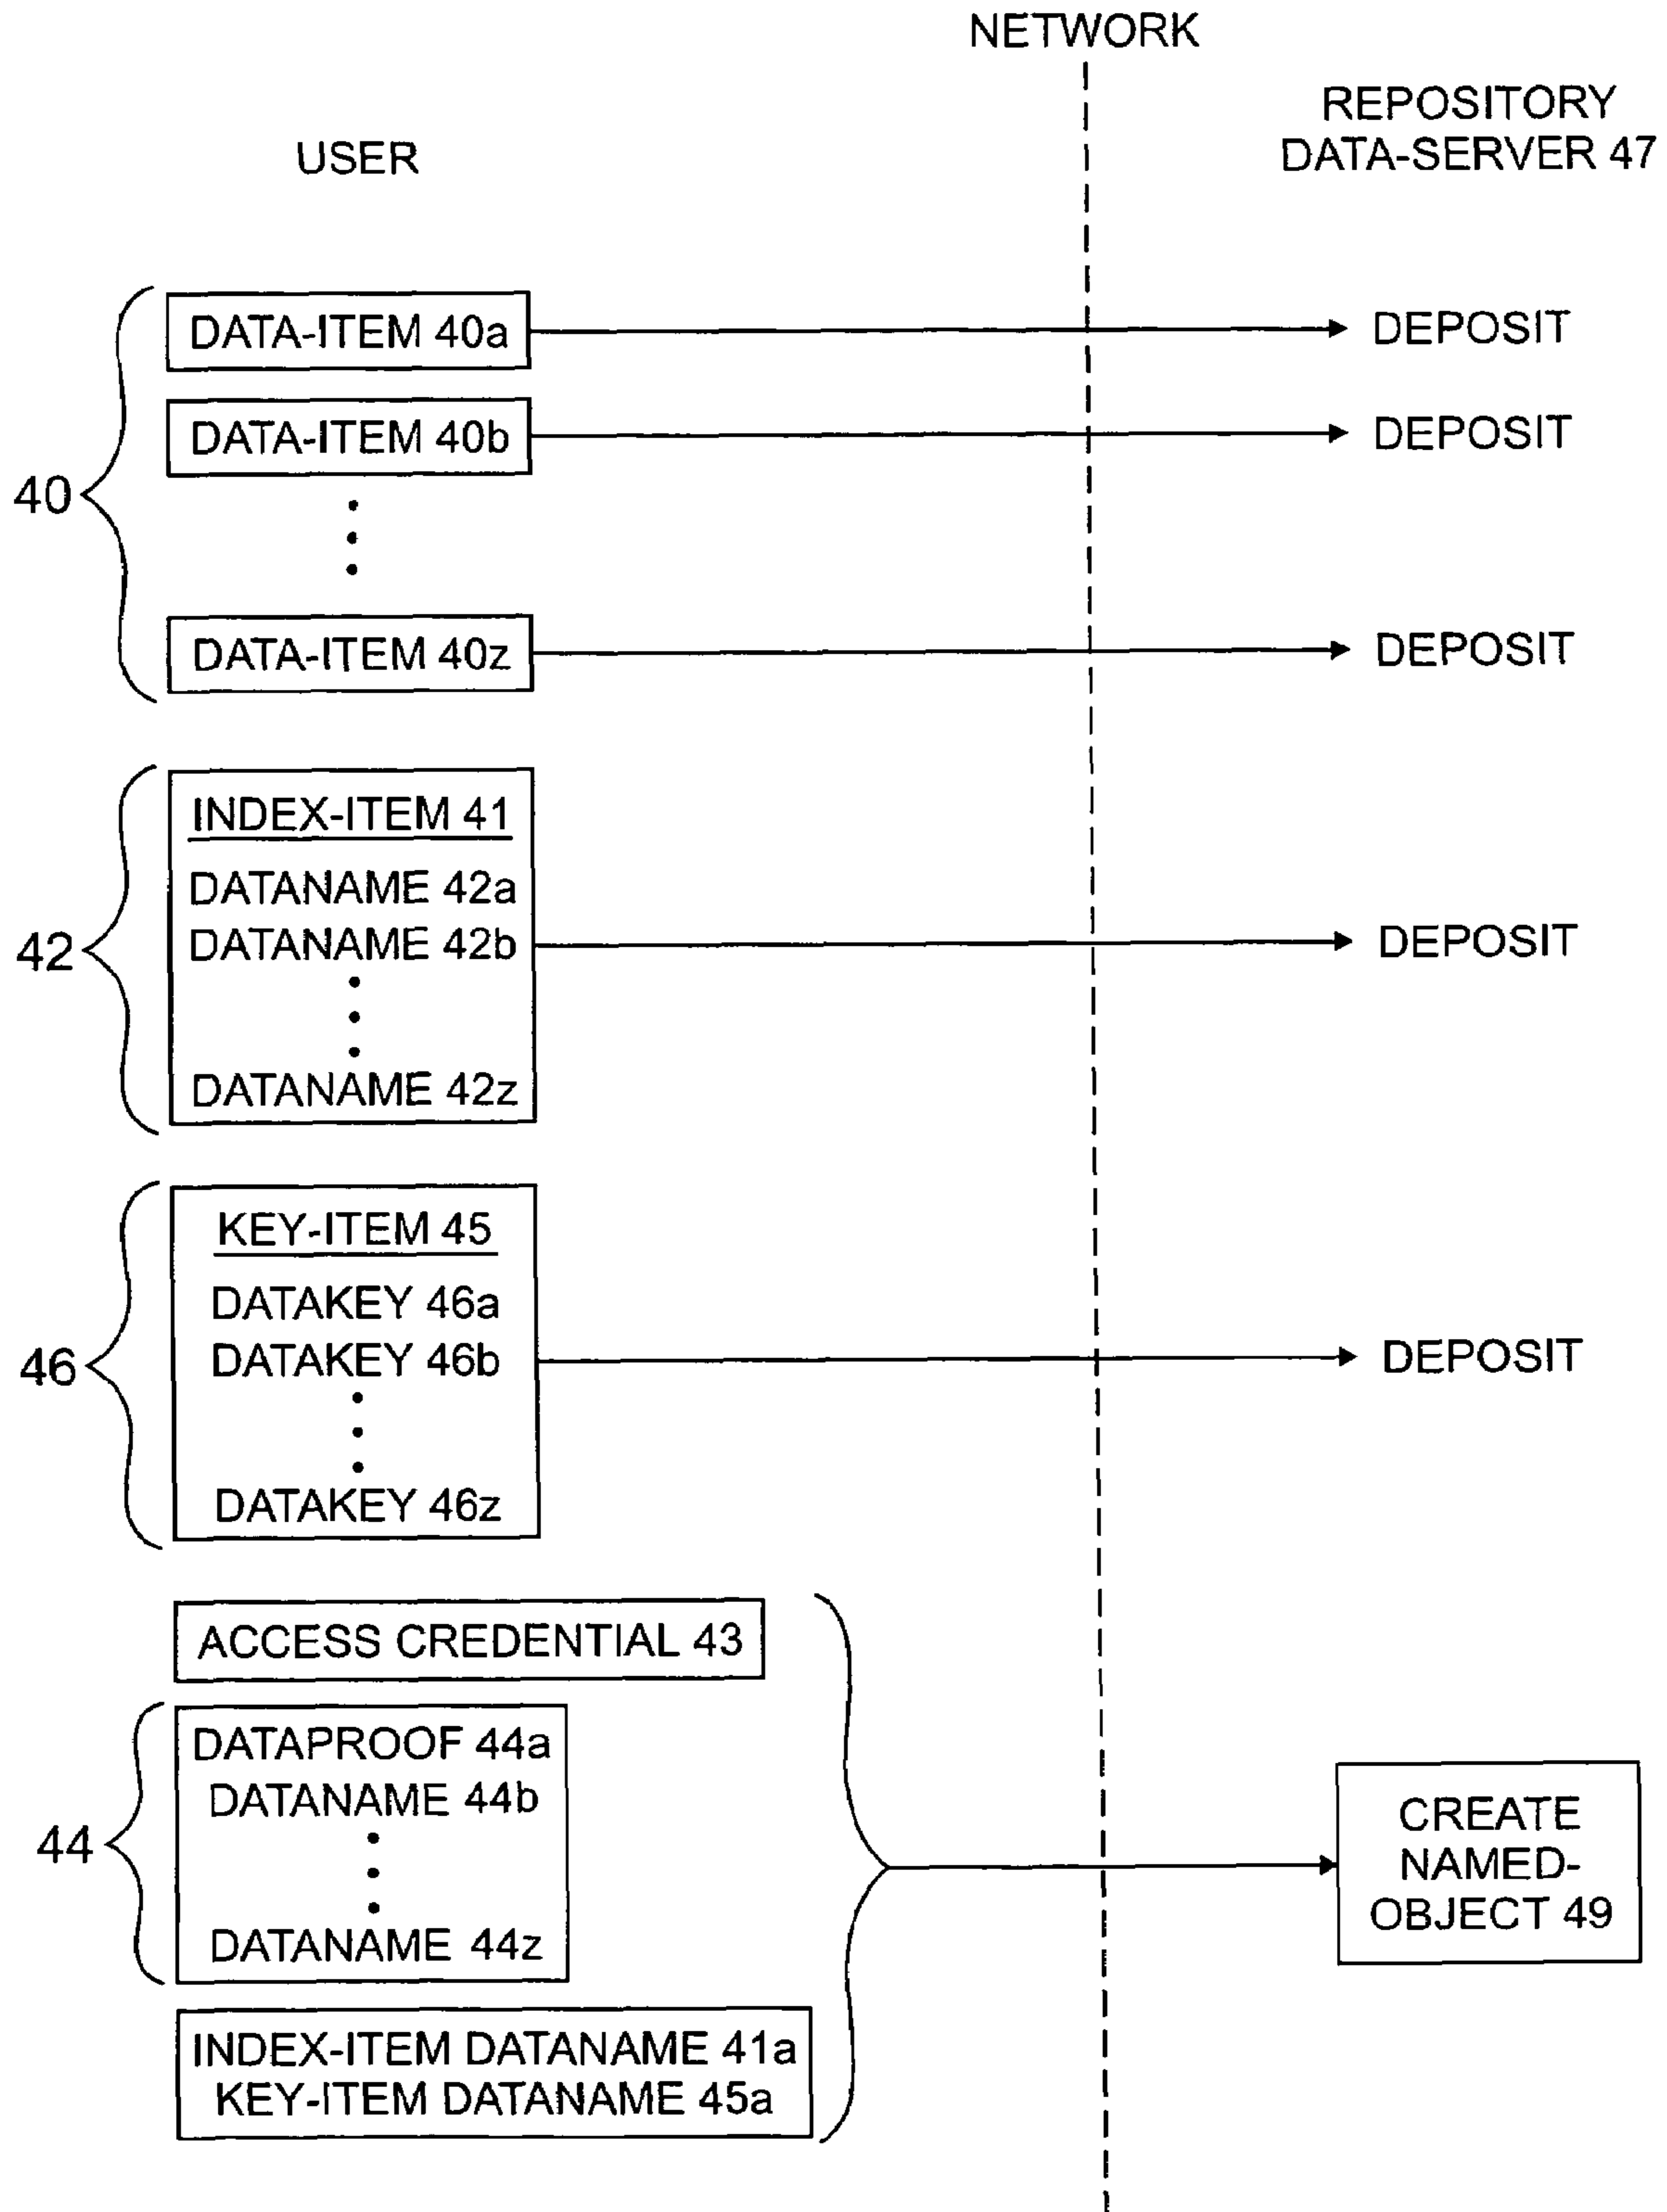 NETWORK
REPOSITORY
DATA-SERVER 47
USER
40
DATA-ITEM 40a
DEPOSIT
DATA-ITEM 40b
DEPOSIT
DATA-ITEM 40z
DEPOSIT
42
INDEX-ITEM 41
DATANAME 42a
DATANAME 42b
DATANAME 42z
DEPOSIT
46
KEY-ITEM 45
DATAKEY 46a
DATAKEY 46b
DATAKEY 46z
DEPOSIT
ACCESS CREDENTIAL 43
44
DATAPROOF 44a
DATANAME 44b
DATANAME 44z
INDEX-ITEM DATANAME 41a
KEY-ITEM DATANAME 45a
CREATE
NAMED-
OBJECT 49